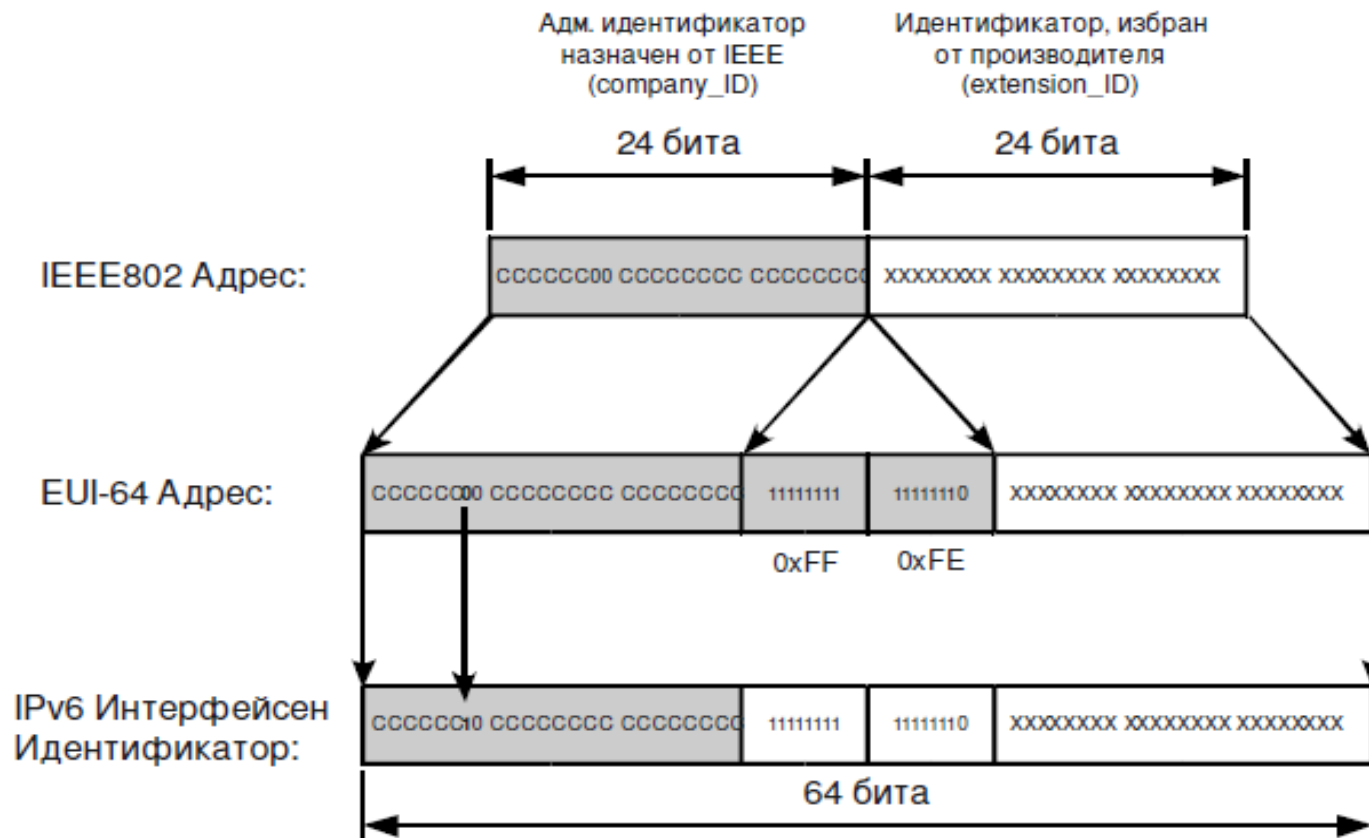 Адм. идентификатор
назначен от IEEE
(company_ID)
Идентификатор, избран
от производителя
(extension_ID)
24 бита
24 бита
IEEE802 Адрес:
CCCCCC00 CCCCCCCC CCCCCCCC
XXXXXXXX XXXXXXXX XXXXXXXX
EUI-64 Адрес:
CCCCCC00 CCCCCCCC CCCCCCCC
11111111
11111110
XXXXXXXX XXXXXXXX XXXXXXXX
0xFF
0xFE
IPv6 Интерфейсен
Идентификатор:
CCCCCC10 CCCCCCCC CCCCCCCC
11111111
11111110
XXXXXXXX XXXXXXXX XXXXXXXX
64 бита